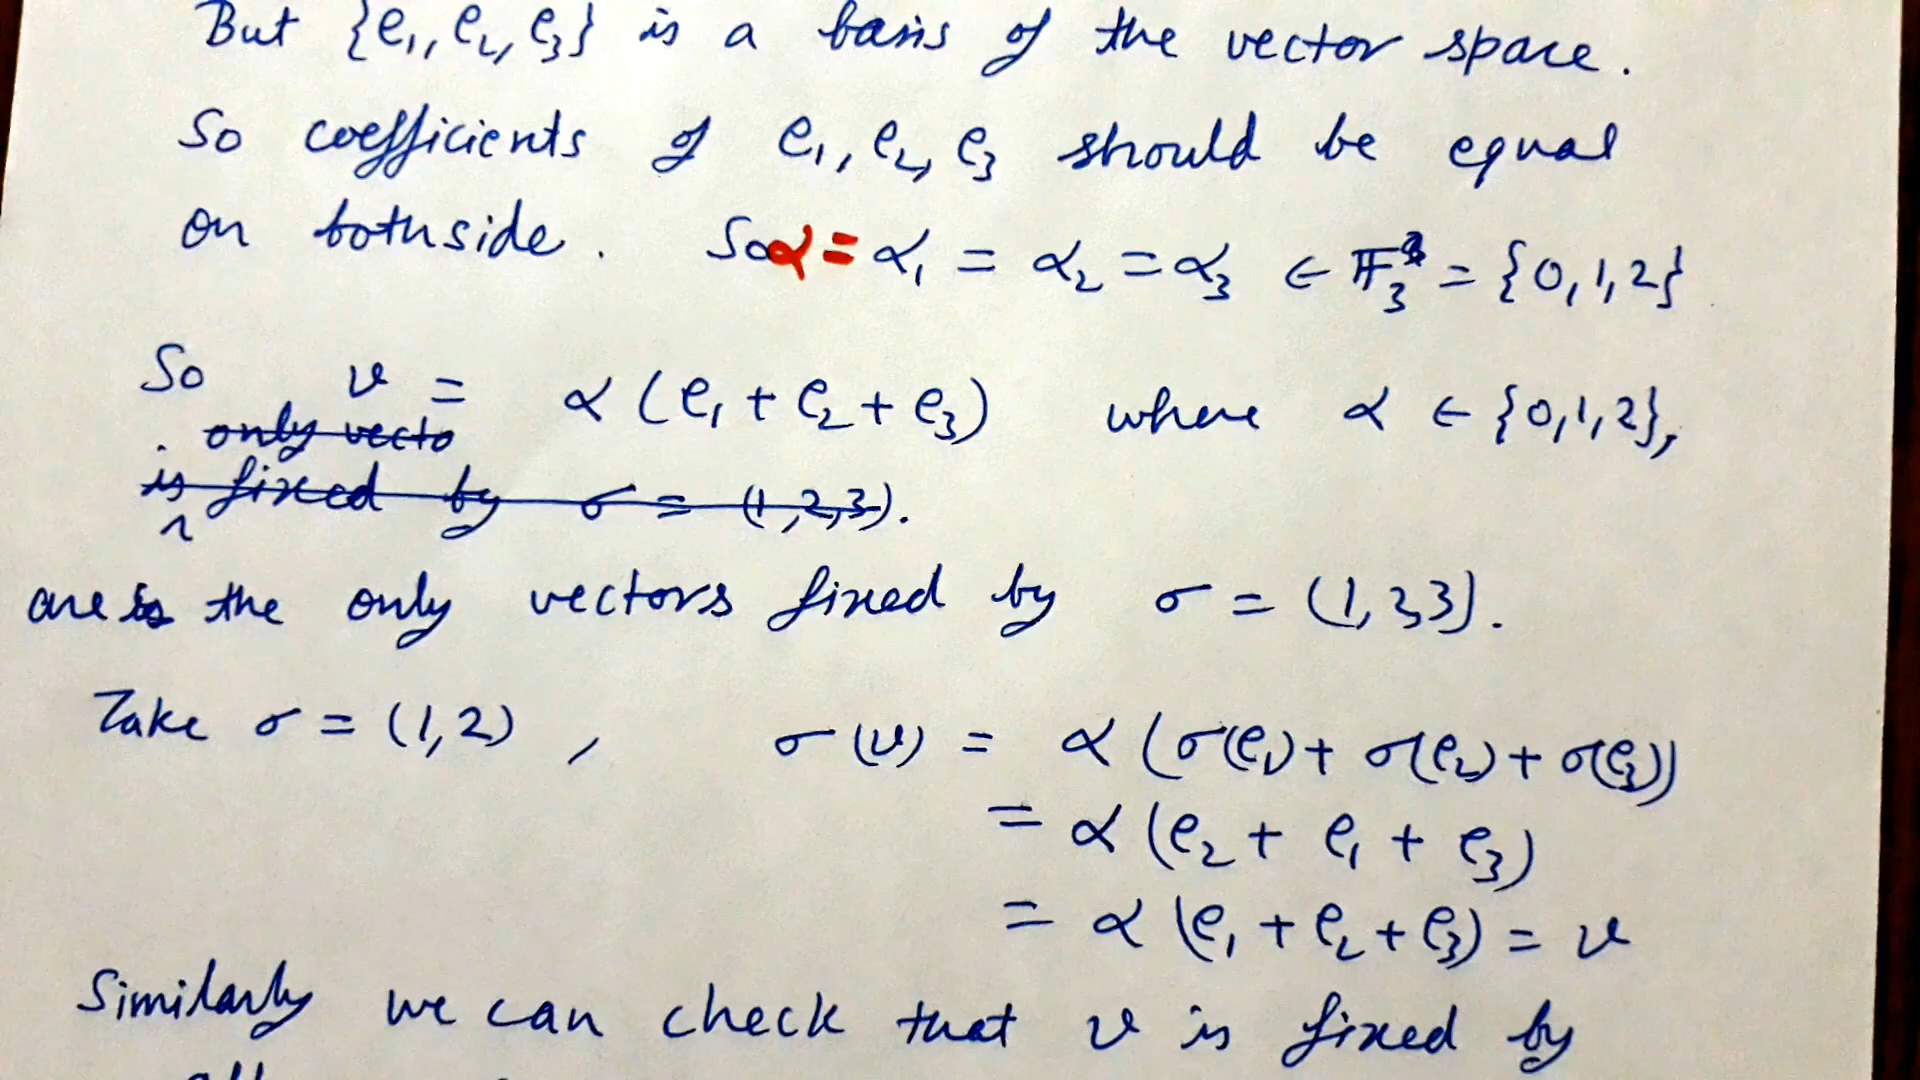 But {e₁, e₂, e₃} is a basis of the vector space.
So coefficients of e₁, e₂, e₃ should be equal
on bothside. So α = α₁ = α₂ = α₃ ∈ 𝔽₃ = {0,1,2}
So v = α (e₁ + e₂ + e₃) where α ∈ {0,1,2},
only vecto
is fixed by σ = (1,2,3).
are the only vectors fixed by σ = (1,2,3).
Take σ = (1,2) , σ(v) = α (σ(e₁) + σ(e₂) + σ(e₃))
= α (e₂ + e₁ + e₃)
= α (e₁ + e₂ + e₃) = v
Similarly we can check that v is fixed by